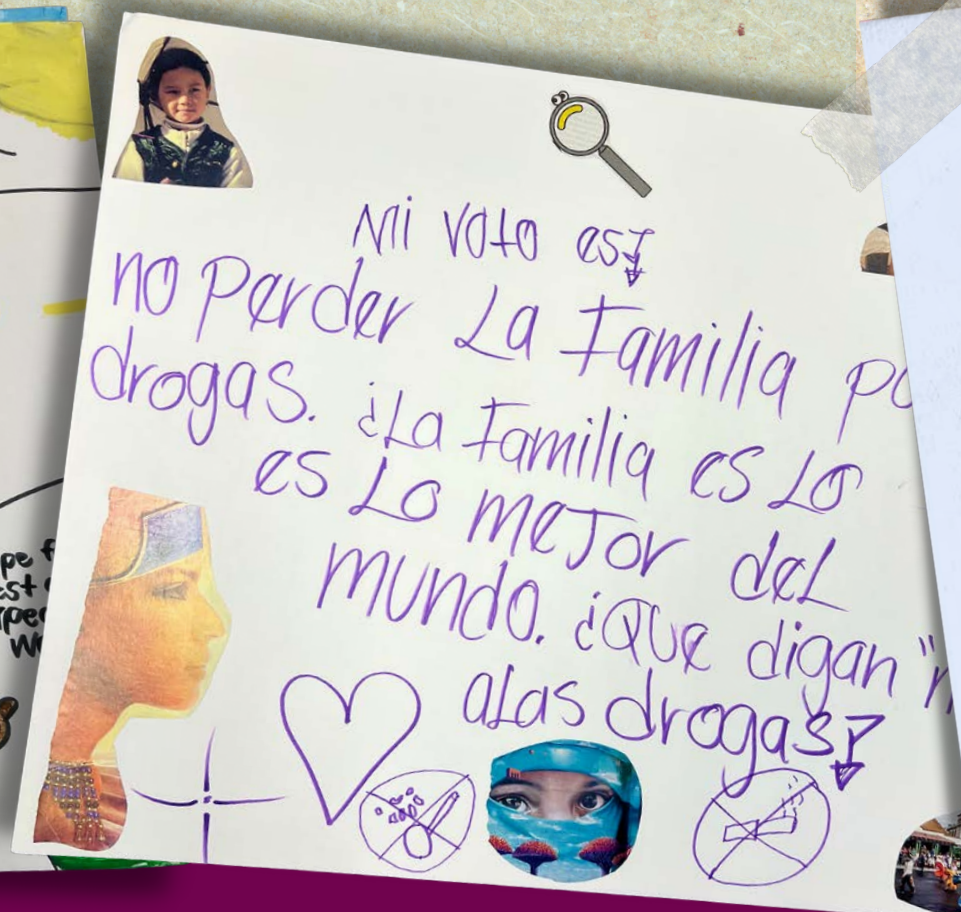 Mi voto es!
no perder La Familia
drogas. ¡La Familia es Lo
es Lo meJor del
mundo. ¡Que digan
aLas drogas!